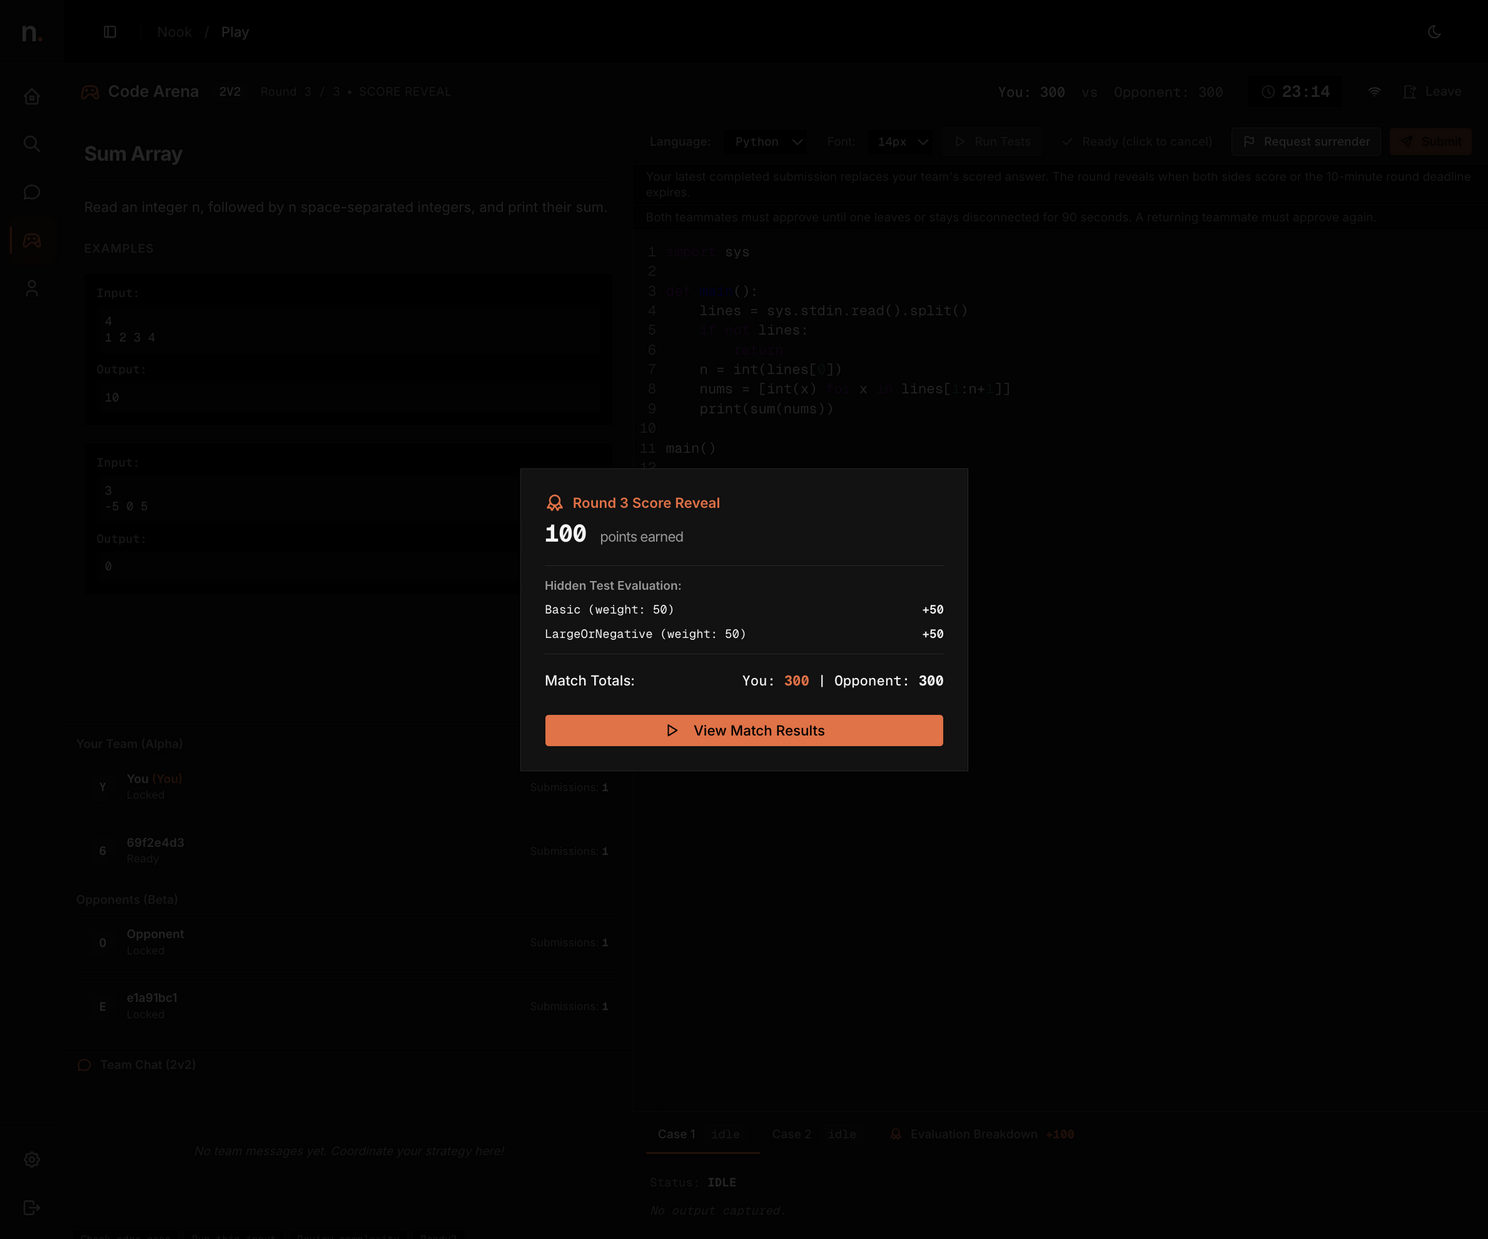 n.
Nook / Play
Code Arena 2V2 Round 3 / 3 • SCORE REVEAL
You: 300 vs Opponent: 300
23:14
Leave
Sum Array
Read an integer n, followed by n space-separated integers, and print their sum.
EXAMPLES
Input:
4
1 2 3 4
Output:
10
Input:
3
-5 0 5
Output:
0
Language: Python Font: 14px Run Tests Ready (click to cancel) Request surrender Submit
Your latest completed submission replaces your team's scored answer. The round reveals when both sides score or the 10-minute round deadline
expires.
Both teammates must approve until one leaves or stays disconnected for 90 seconds. A returning teammate must approve again.
1 import sys
2
3 def main():
4 lines = sys.stdin.read().split()
5 if not lines:
6 return
7 n = int(lines[0])
8 nums = [int(x) for x in lines[1:n+1]]
9 print(sum(nums))
10
11 main()
12
Round 3 Score Reveal
100 points earned
Hidden Test Evaluation:
Basic (weight: 50) +50
LargeOrNegative (weight: 50) +50
Match Totals: You: 300 | Opponent: 300
View Match Results
Your Team (Alpha)
Y You (You)
Locked
Submissions: 1
6 69f2e4d3
Ready
Submissions: 1
Opponents (Beta)
O Opponent
Locked
Submissions: 1
E e1a91bc1
Locked
Submissions: 1
Team Chat (2v2)
No team messages yet. Coordinate your strategy here!
Case 1 idle Case 2 idle Evaluation Breakdown +100
Status: IDLE
No output captured.